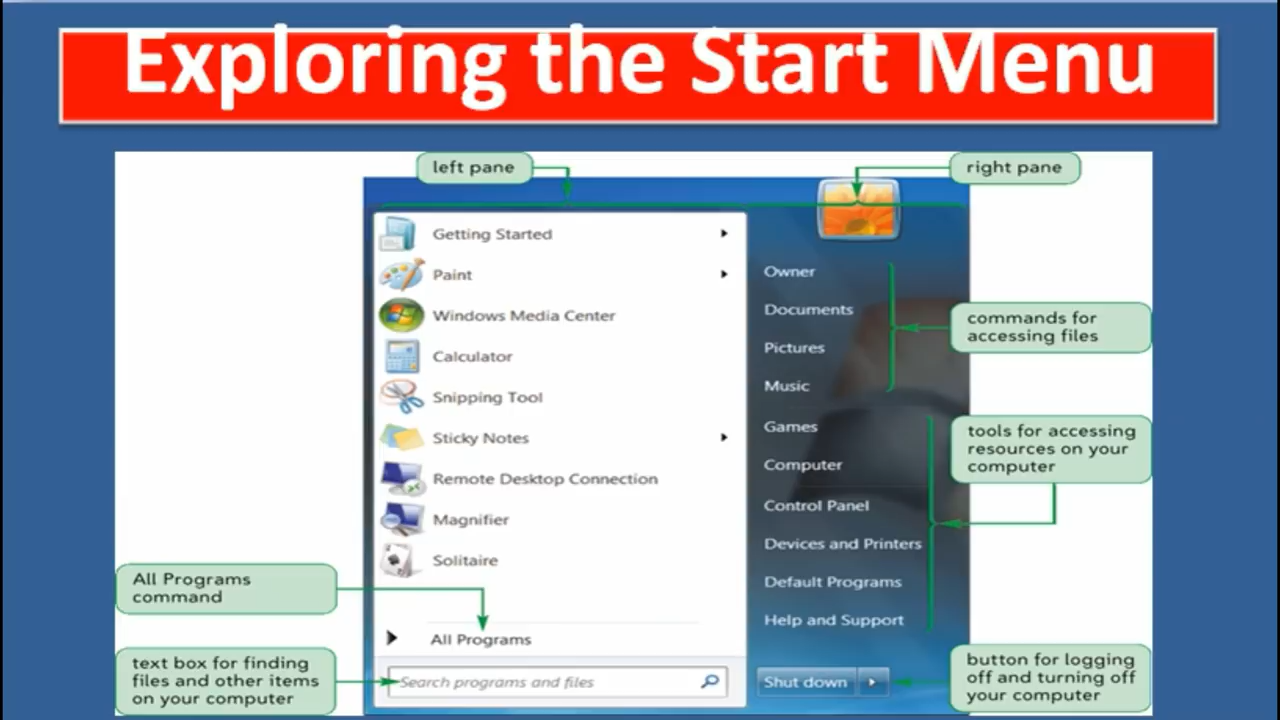 Exploring the Start Menu
left pane
right pane
Getting Started
Paint
Windows Media Center
Calculator
Snipping Tool
Sticky Notes
Remote Desktop Connection
Magnifier
Solitaire
All Programs
Search programs and files
Owner
Documents
Pictures
Music
Games
Computer
Control Panel
Devices and Printers
Default Programs
Help and Support
Shut down
commands for
accessing files
tools for accessing
resources on your
computer
All Programs
command
text box for finding
files and other items
on your computer
button for logging
off and turning off
your computer